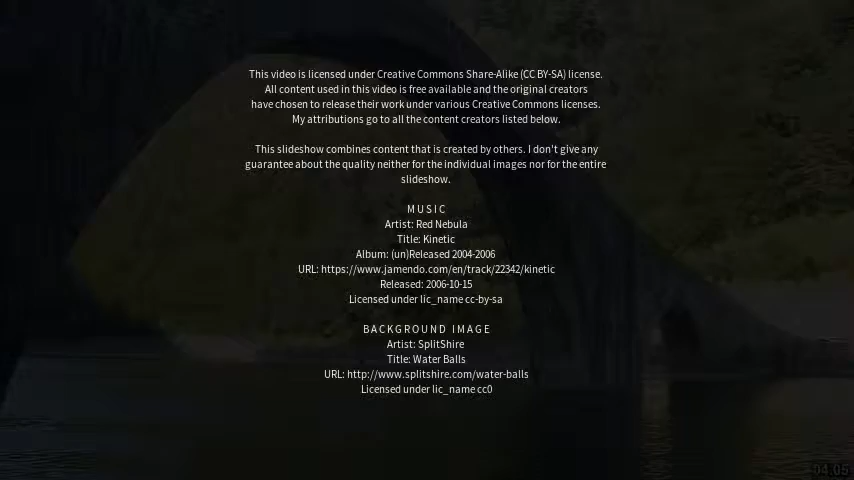 This video is licensed under Creative Commons Share-Alike (CC BY-SA) license.
All content used in this video is free available and the original creators
have chosen to release their work under various Creative Commons licenses.
My attributions go to all the content creators listed below.
This slideshow combines content that is created by others. I don't give any
guarantee about the quality neither for the individual images nor for the entire
slideshow.
MUSIC
Artist: Red Nebula
Title: Kinetic
Album: (un)Released 2004-2006
URL: https://www.jamendo.com/en/track/22342/kinetic
Released: 2006-10-15
Licensed under lic_name cc-by-sa
BACKGROUND IMAGE
Artist: SplitShire
Title: Water Balls
URL: http://www.splitshire.com/water-balls
Licensed under lic_name cc0
04.05